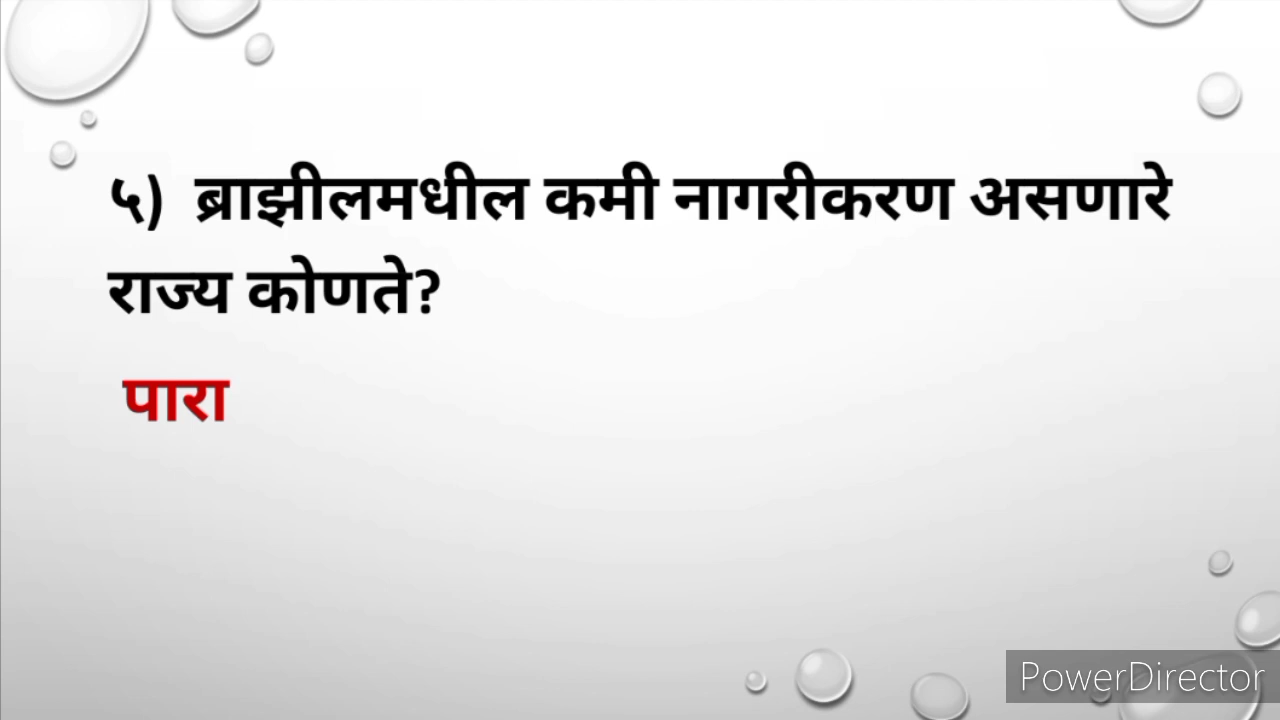 ५) ब्राझीलमधील कमी नागरीकरण असणारे
राज्य कोणते?
पारा
PowerDirector